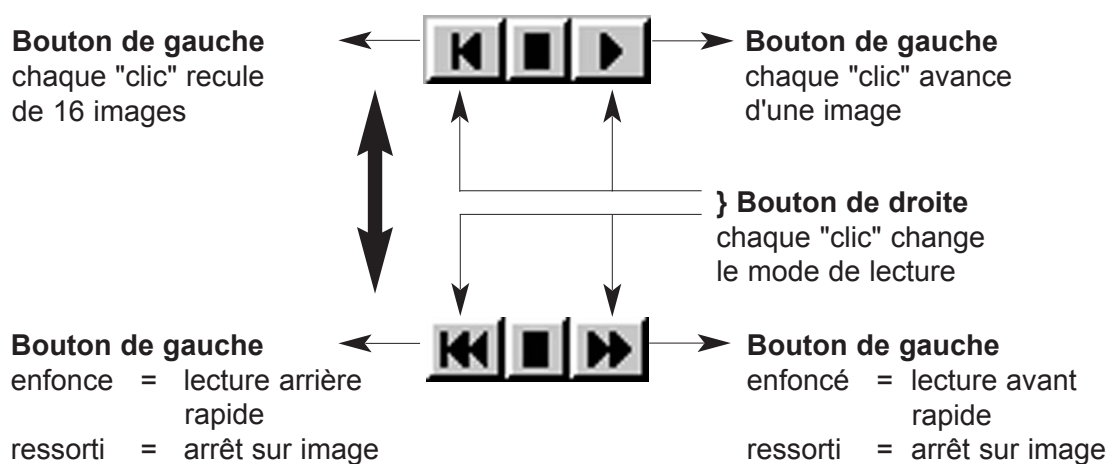 Bouton de gauche
chaque "clic" recule
de 16 images
Bouton de gauche
chaque "clic" avance
d'une image
} Bouton de droite
chaque "clic" change
le mode de lecture
Bouton de gauche
enfonce = lecture arrière
rapide
ressorti = arrêt sur image
Bouton de gauche
enfoncé = lecture avant
rapide
ressorti = arrêt sur image